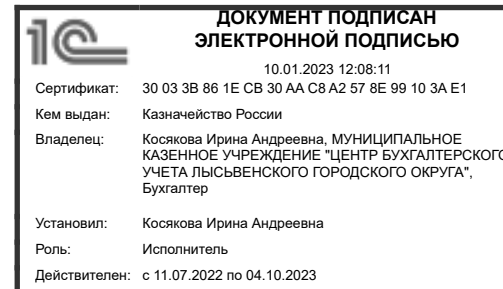 1С
ДОКУМЕНТ ПОДПИСАН
ЭЛЕКТРОННОЙ ПОДПИСЬЮ
10.01.2023 12:08:11
Сертификат: 30 03 3B 86 1E CB 30 AA C8 A2 57 8E 99 10 3A E1
Кем выдан: Казначейство России
Владелец: Косякова Ирина Андреевна, МУНИЦИПАЛЬНОЕ
КАЗЕННОЕ УЧРЕЖДЕНИЕ "ЦЕНТР БУХГАЛТЕРСКОГО
УЧЕТА ЛЫСЬВЕНСКОГО ГОРОДСКОГО ОКРУГА",
Бухгалтер
Установил: Косякова Ирина Андреевна
Роль: Исполнитель
Действителен: с 11.07.2022 по 04.10.2023